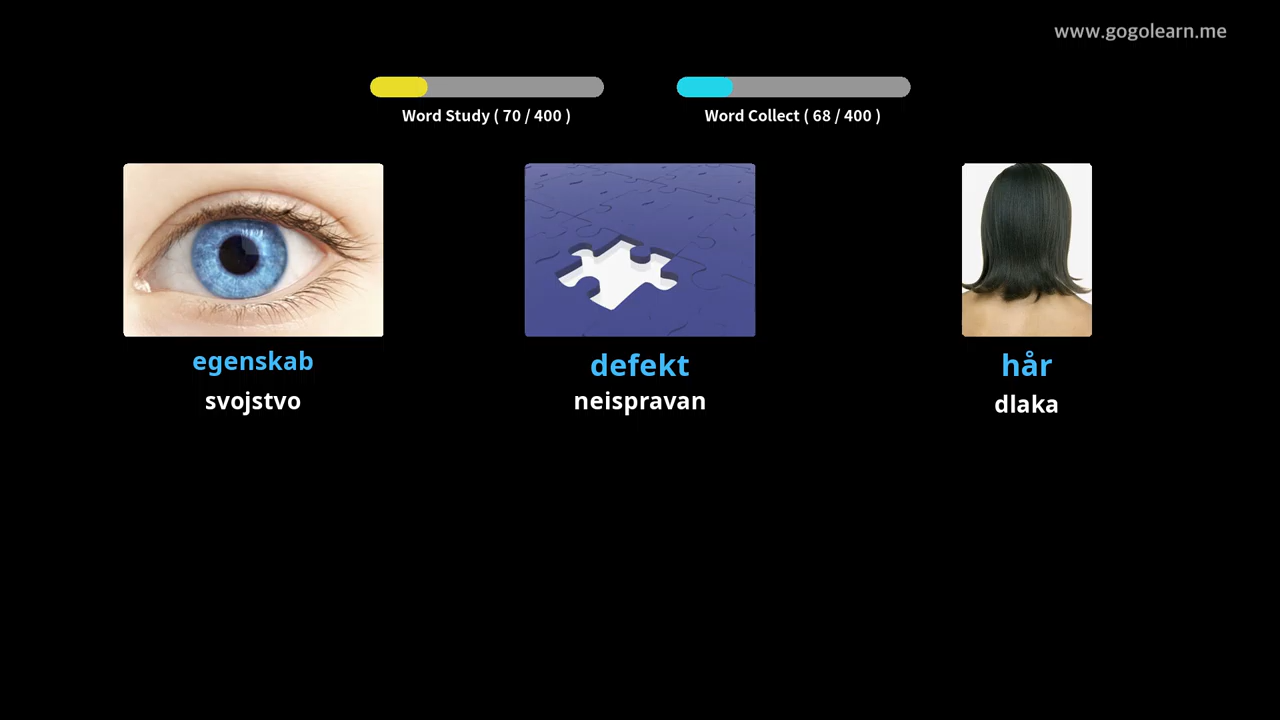 www.gogolearn.me
Word Study ( 70 / 400 )
Word Collect ( 68 / 400 )
egenskab
svojstvo
defekt
neispravan
hår
dlaka